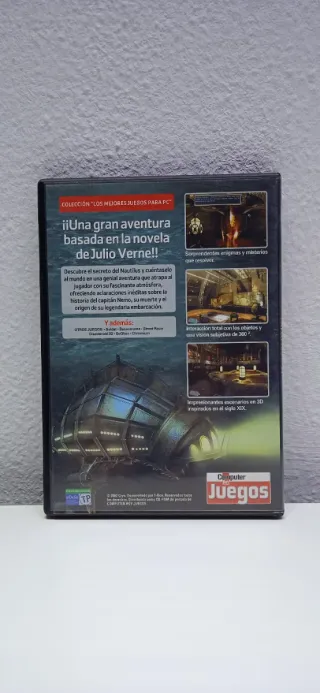 COLECCIÓN "LOS MEJORES JUEGOS PARA PC"
¡¡Una gran aventura
basada en la novela
de Julio Verne!!
Descubre el secreto del Nautilus y cuéntaselo
al mundo en una genial aventura que atrapa al
jugador con su fascinante atmósfera,
ofreciendo aclaraciones inéditas sobre la
historia del capitán Nemo, su muerte y el
origen de su legendaria embarcación.
Y además:
Sorprendentes enigmas y misterios
que resolver.
Interacción total con los objetos y
una visión subjetiva de 360 º.
Impresionantes escenarios en 3D
inspirados en el siglo XIX.
Computer
Juegos
TP